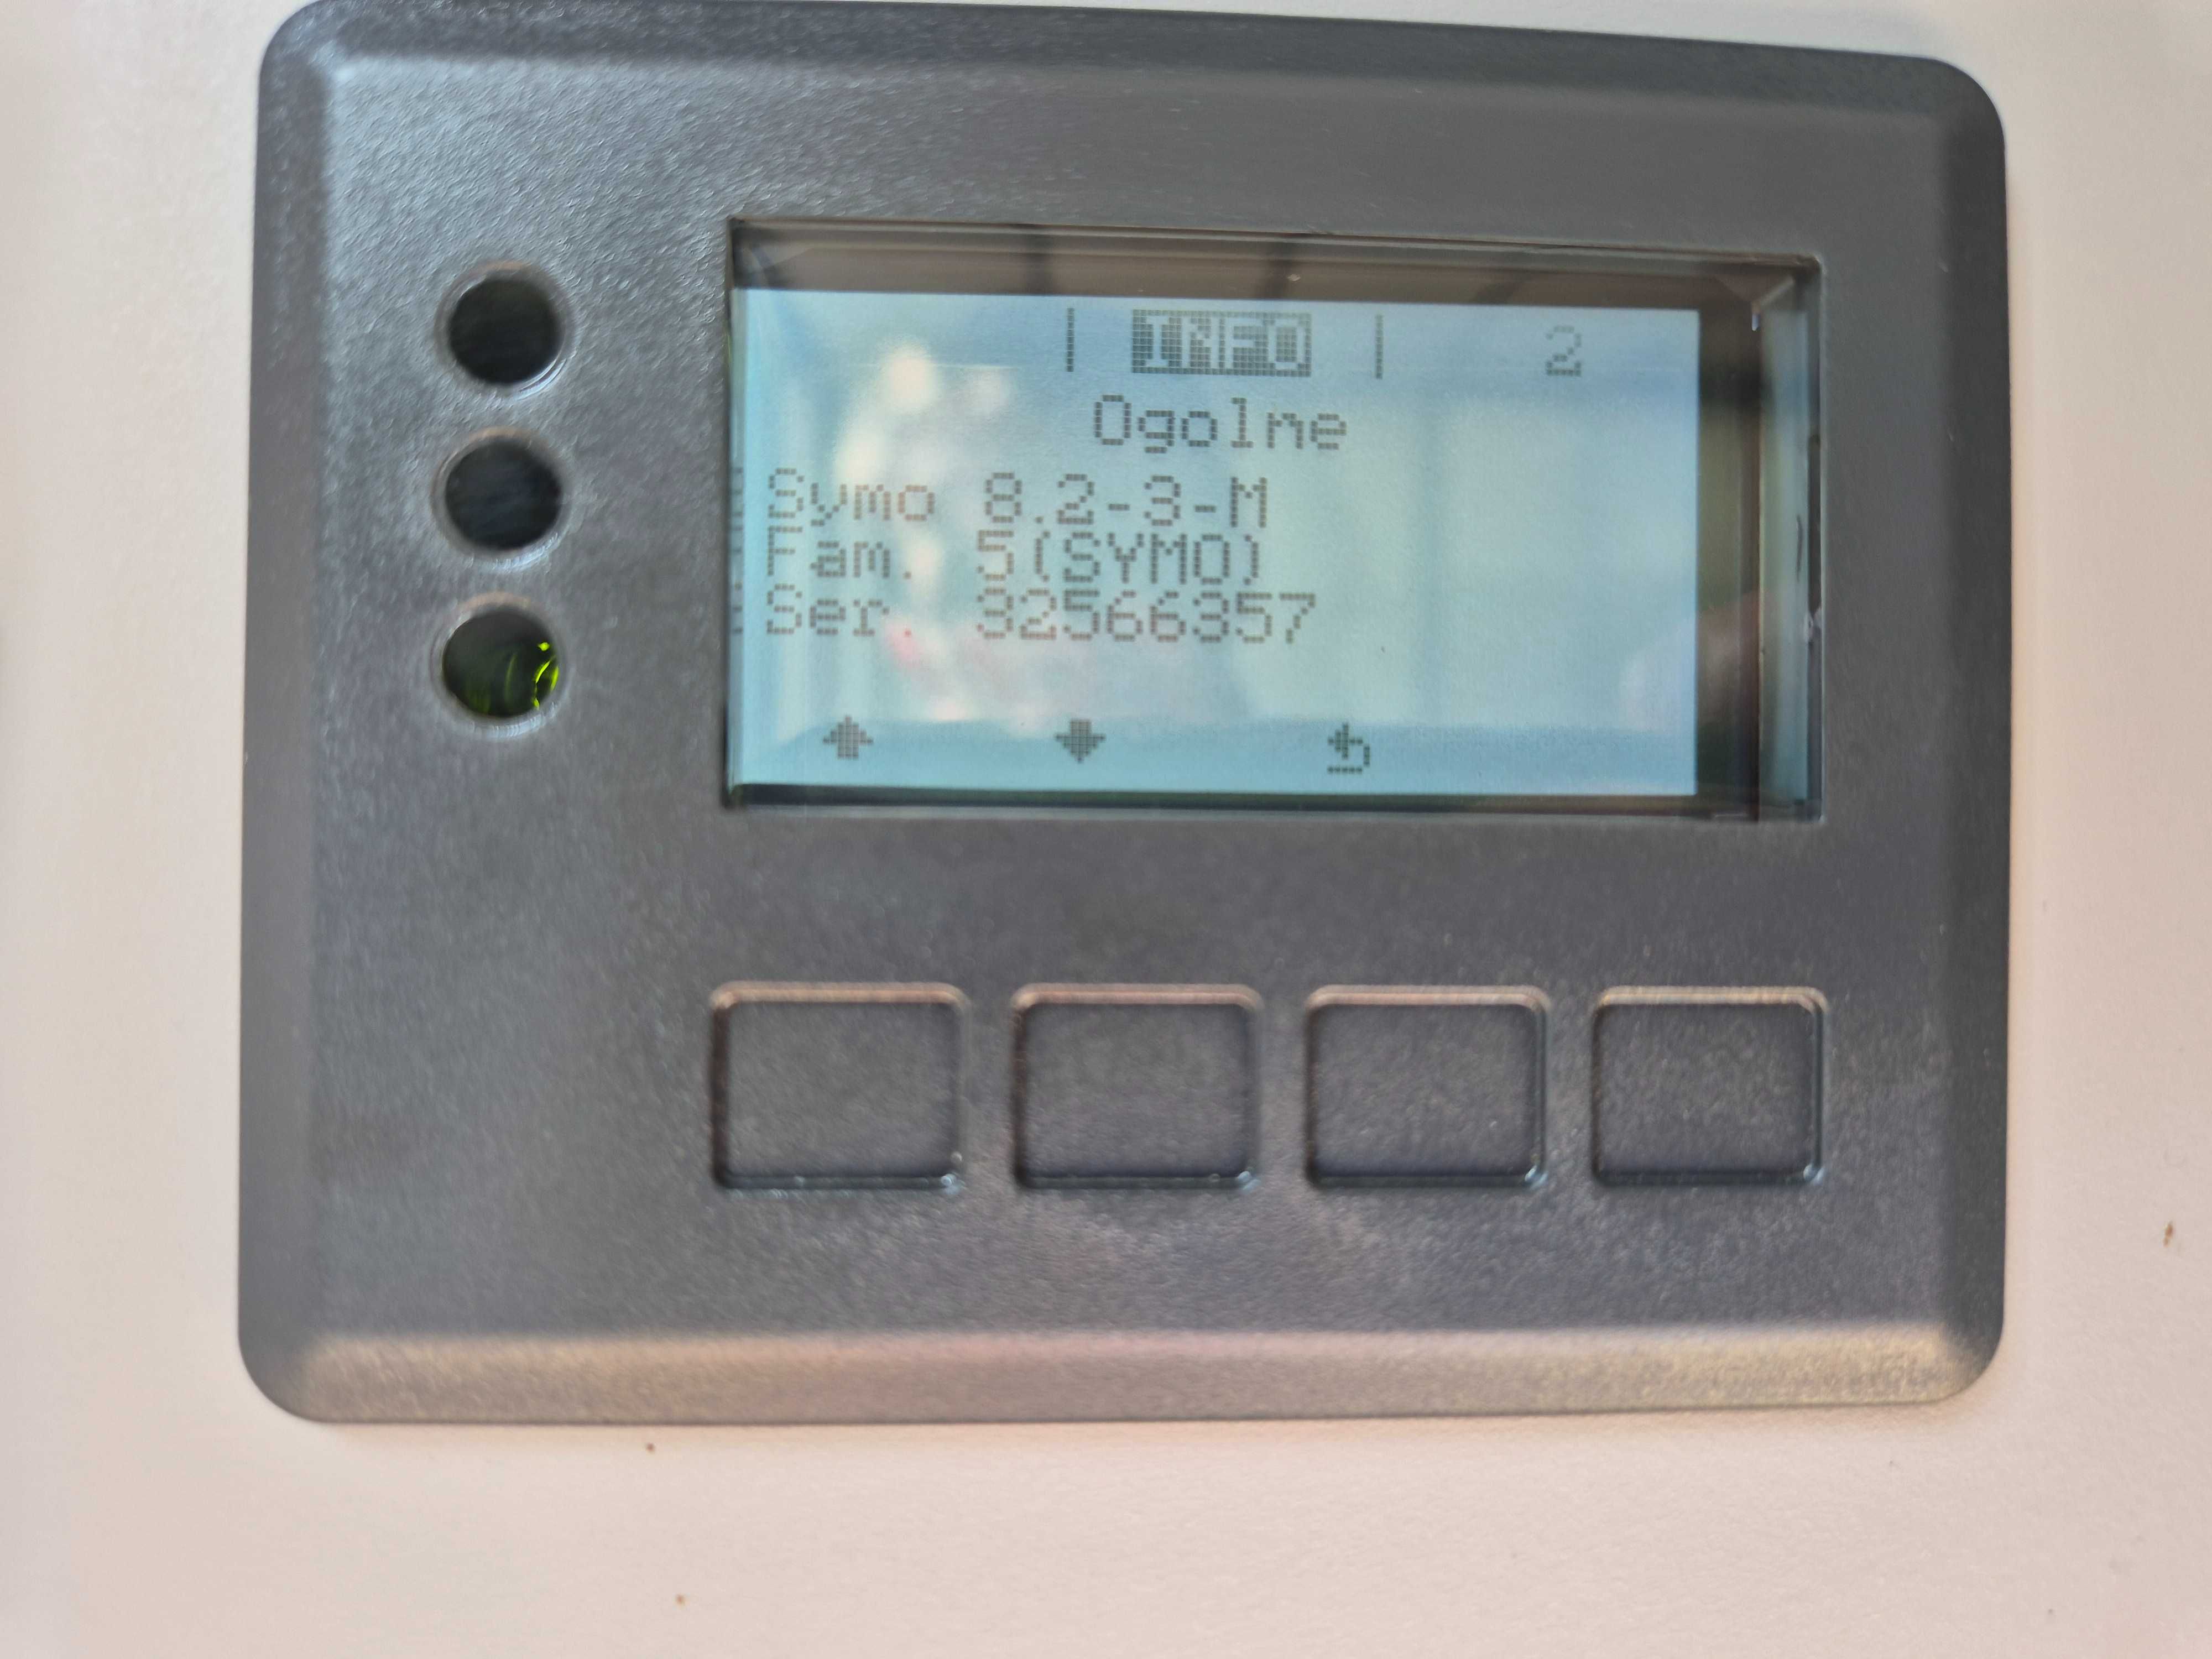 | INFO | 2
Ogolne
Symo 8.2-3-M
Fam. 5(SYMO)
Ser. 32566357